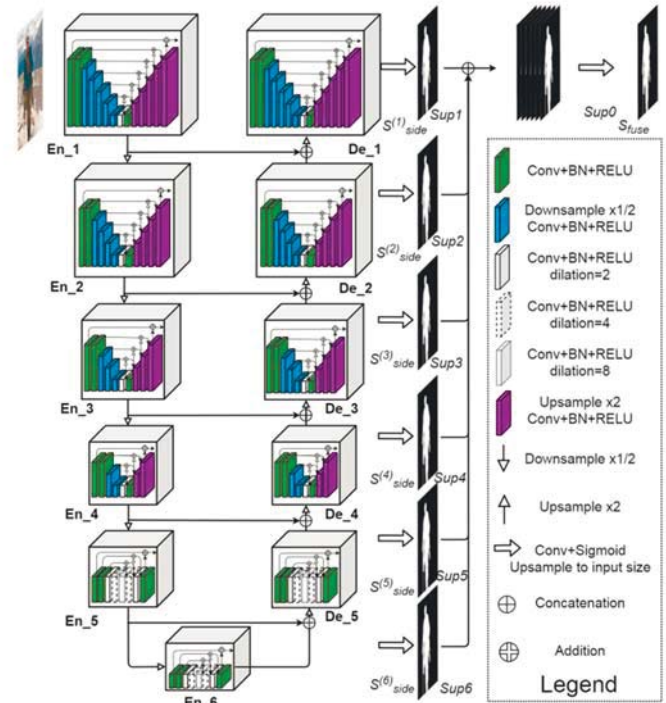 En_1
De_1
S(1)side
Sup1
Sup0
Sfuse
En_2
De_2
S(2)side
Sup2
En_3
De_3
S(3)side
Sup3
En_4
De_4
S(4)side
Sup4
En_5
De_5
S(5)side
Sup5
En_6
S(6)side
Sup6
Conv+BN+RELU
Downsample x1/2
Conv+BN+RELU
Conv+BN+RELU
dilation=2
Conv+BN+RELU
dilation=4
Conv+BN+RELU
dilation=8
Upsample x2
Conv+BN+RELU
Downsample x1/2
Upsample x2
Conv+Sigmoid
Upsample to input size
Concatenation
Addition
Legend